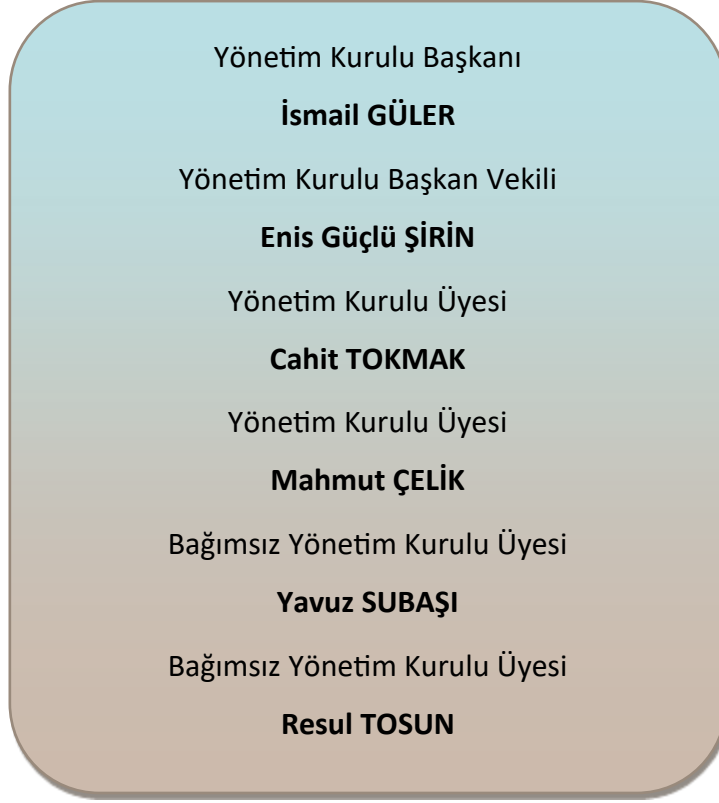 Yönetim Kurulu Başkanı
İsmail GÜLER
Yönetim Kurulu Başkan Vekili
Enis Güçlü ŞİRİN
Yönetim Kurulu Üyesi
Cahit TOKMAK
Yönetim Kurulu Üyesi
Mahmut ÇELİK
Bağımsız Yönetim Kurulu Üyesi
Yavuz SUBAŞI
Bağımsız Yönetim Kurulu Üyesi
Resul TOSUN